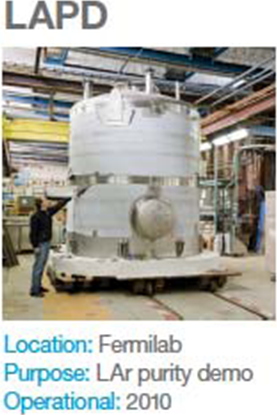 LAPD
Location: Fermilab
Purpose: LAr purity demo
Operational: 2010